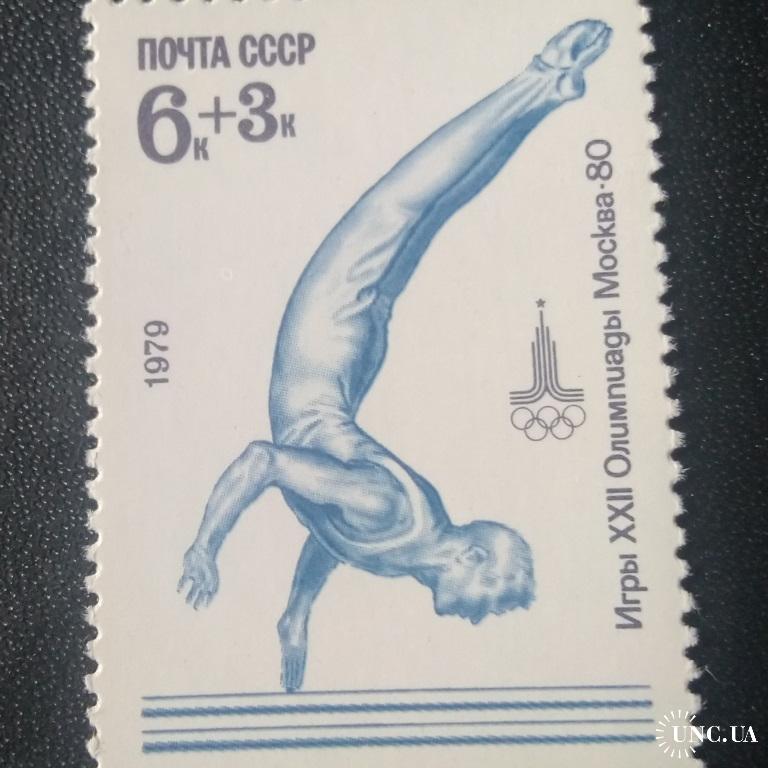 ПОЧТА СССР
6к+3к
1979
Игры XXII Олимпиады Москва·80
UNC.UA